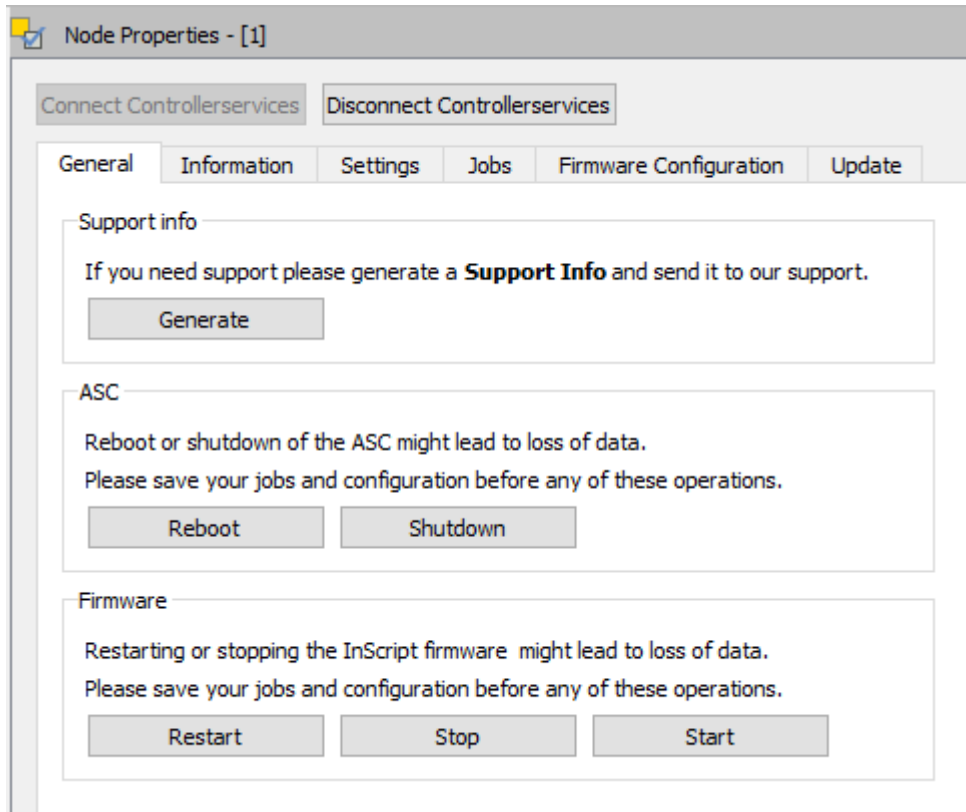 Node Properties - [1]
Connect Controllerservices Disconnect Controllerservices
General Information Settings Jobs Firmware Configuration Update
Support info
If you need support please generate a Support Info and send it to our support.
Generate
ASC
Reboot or shutdown of the ASC might lead to loss of data.
Please save your jobs and configuration before any of these operations.
Reboot Shutdown
Firmware
Restarting or stopping the InScript firmware might lead to loss of data.
Please save your jobs and configuration before any of these operations.
Restart Stop Start